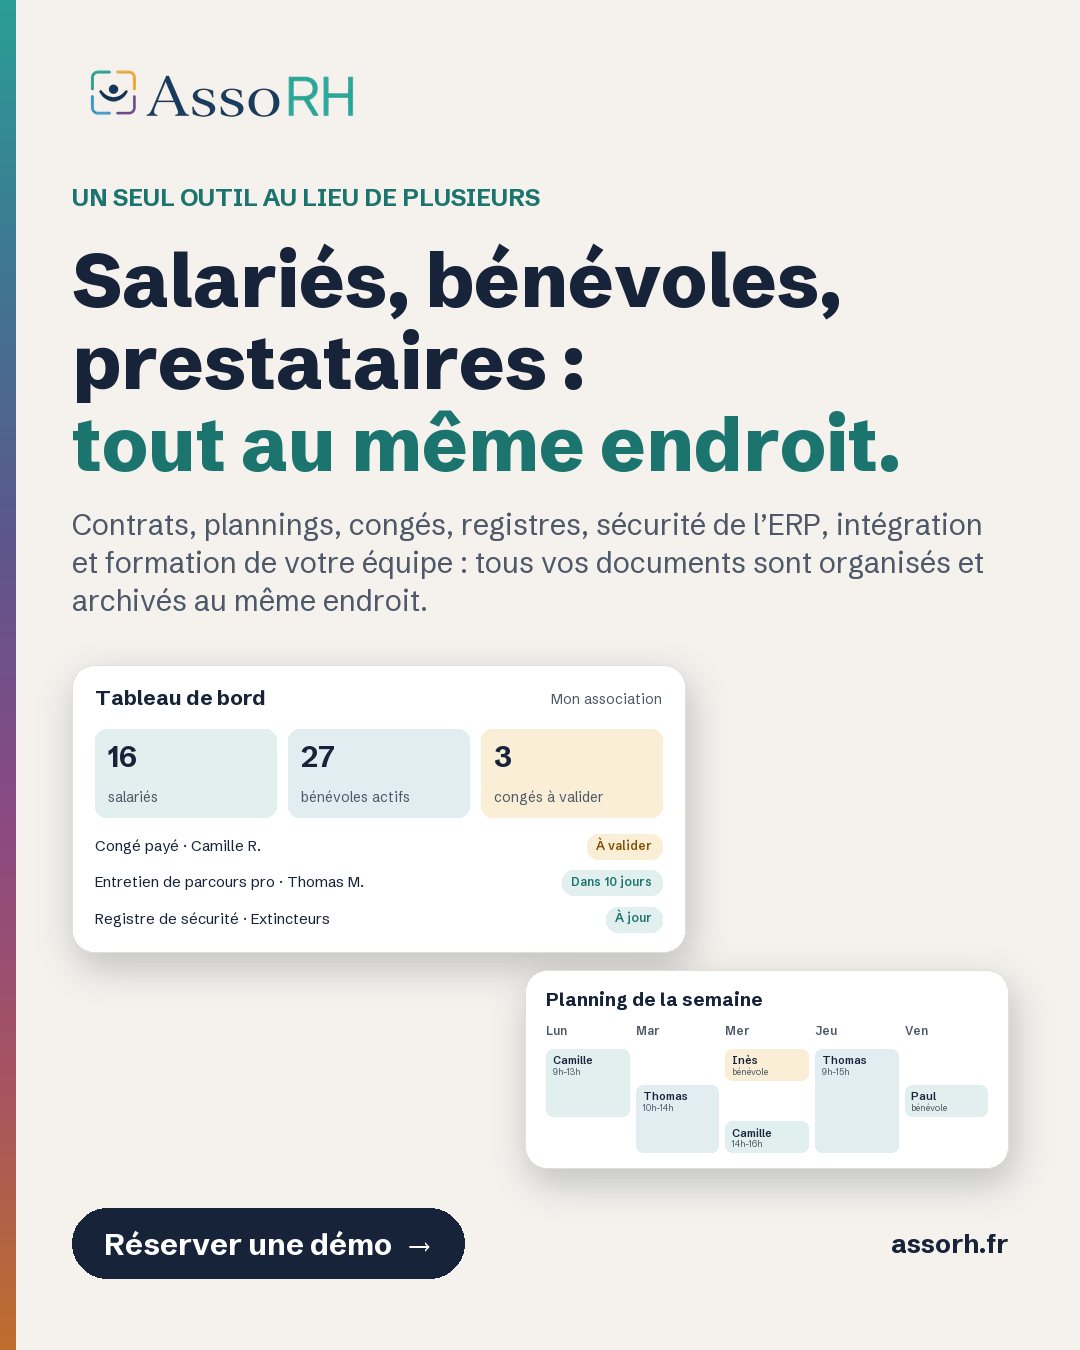 AssoRH
UN SEUL OUTIL AU LIEU DE PLUSIEURS
Salariés, bénévoles,
prestataires :
tout au même endroit.
Contrats, plannings, congés, registres, sécurité de l’ERP, intégration
et formation de votre équipe : tous vos documents sont organisés et
archivés au même endroit.
Tableau de bord
Mon association
16
salariés
27
bénévoles actifs
3
congés à valider
Congé payé · Camille R.
À valider
Entretien de parcours pro · Thomas M.
Dans 10 jours
Registre de sécurité · Extincteurs
À jour
Planning de la semaine
Lun Mar Mer Jeu Ven
Camille
9h-13h
Thomas
10h-14h
Inès
bénévole
Camille
14h-16h
Thomas
9h-15h
Paul
bénévole
Réserver une démo →
assorh.fr